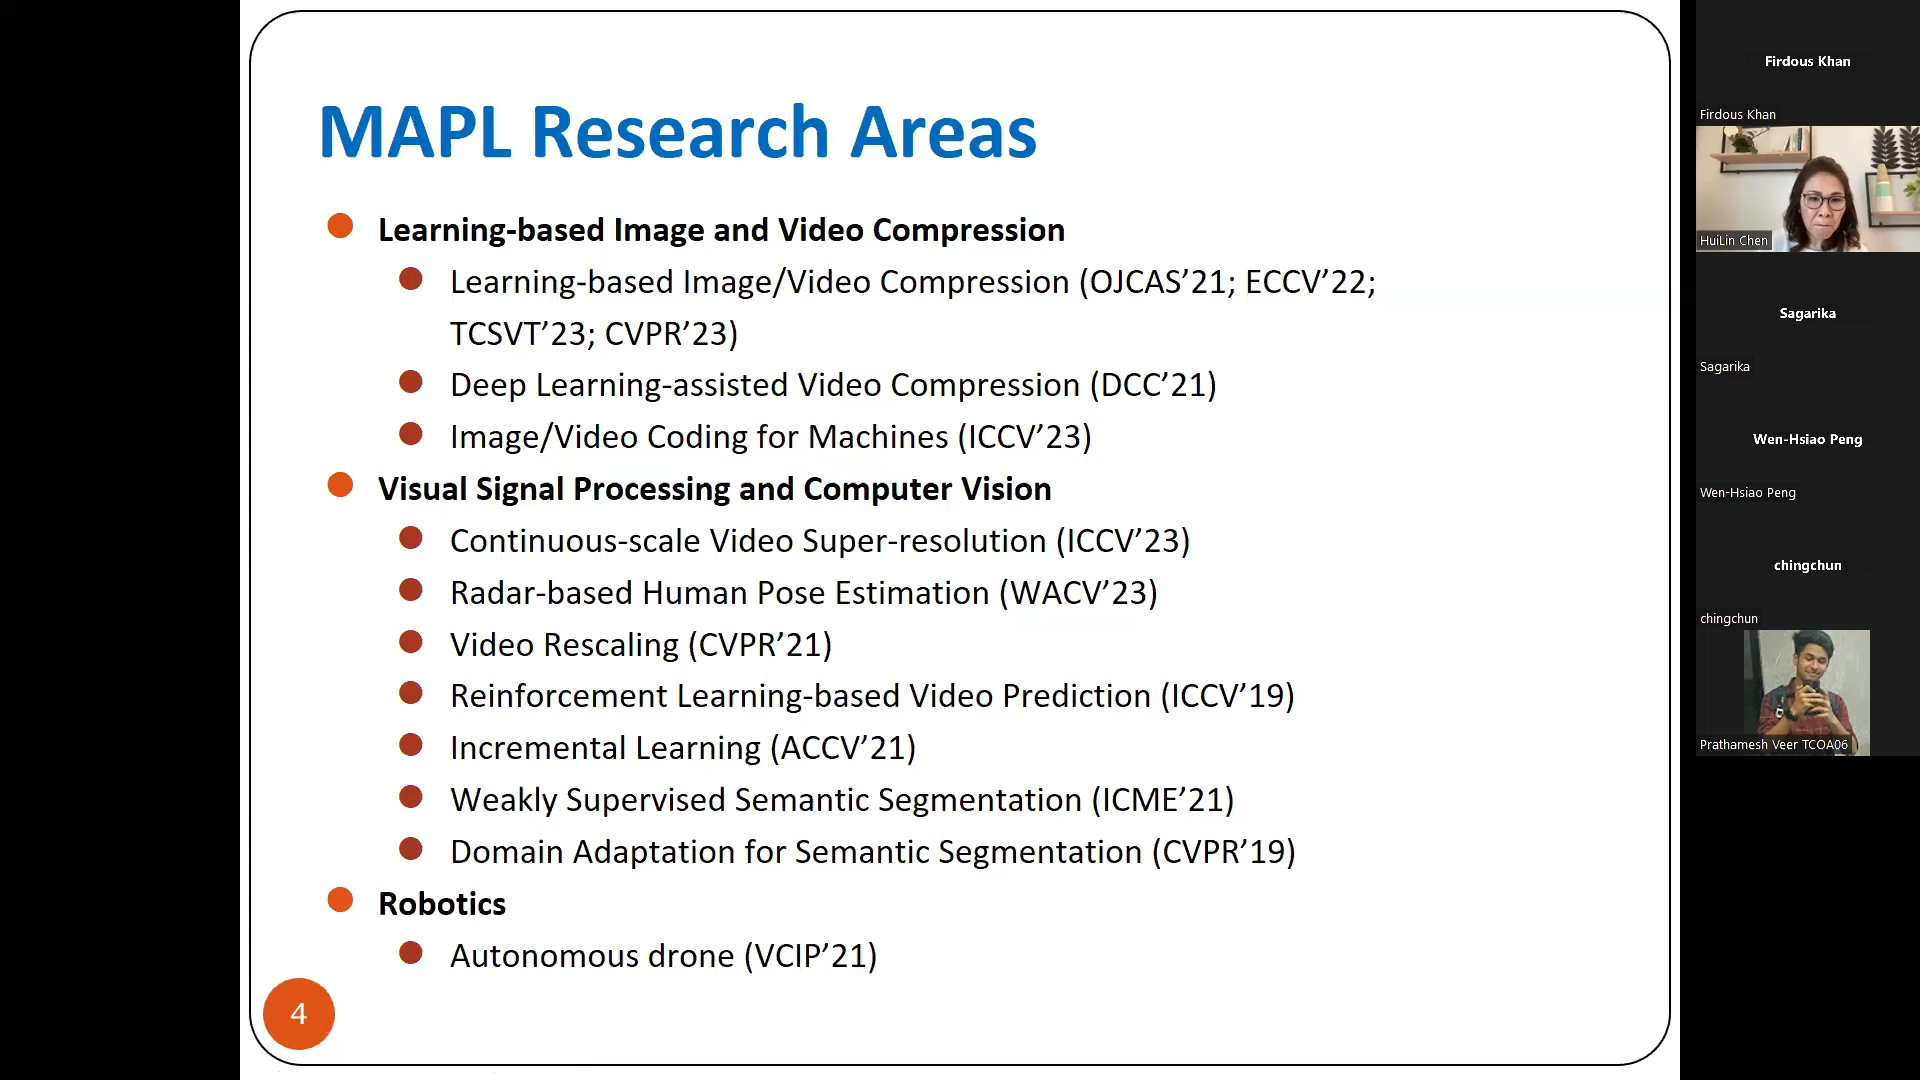 MAPL Research Areas
Learning-based Image and Video Compression
Learning-based Image/Video Compression (OJCAS’21; ECCV’22;
TCSVT’23; CVPR’23)
Deep Learning-assisted Video Compression (DCC’21)
Image/Video Coding for Machines (ICCV’23)
Visual Signal Processing and Computer Vision
Continuous-scale Video Super-resolution (ICCV’23)
Radar-based Human Pose Estimation (WACV’23)
Video Rescaling (CVPR’21)
Reinforcement Learning-based Video Prediction (ICCV’19)
Incremental Learning (ACCV’21)
Weakly Supervised Semantic Segmentation (ICME’21)
Domain Adaptation for Semantic Segmentation (CVPR’19)
Robotics
Autonomous drone (VCIP’21)
4
Firdous Khan
Firdous Khan
HuiLin Chen
Sagarika
Sagarika
Wen-Hsiao Peng
Wen-Hsiao Peng
chingchun
chingchun
Prathamesh Veer TCOA06